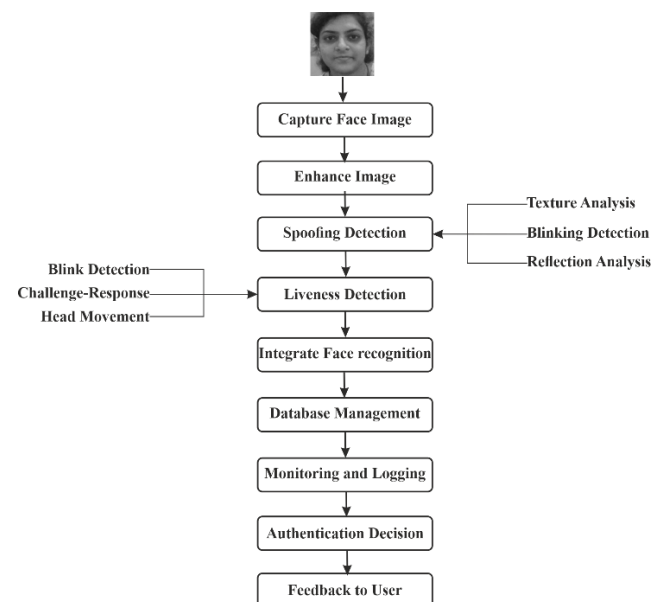 Capture Face Image
Enhance Image
Texture Analysis
Spoofing Detection
Blinking Detection
Reflection Analysis
Blink Detection
Challenge-Response
Liveness Detection
Head Movement
Integrate Face recognition
Database Management
Monitoring and Logging
Authentication Decision
Feedback to User